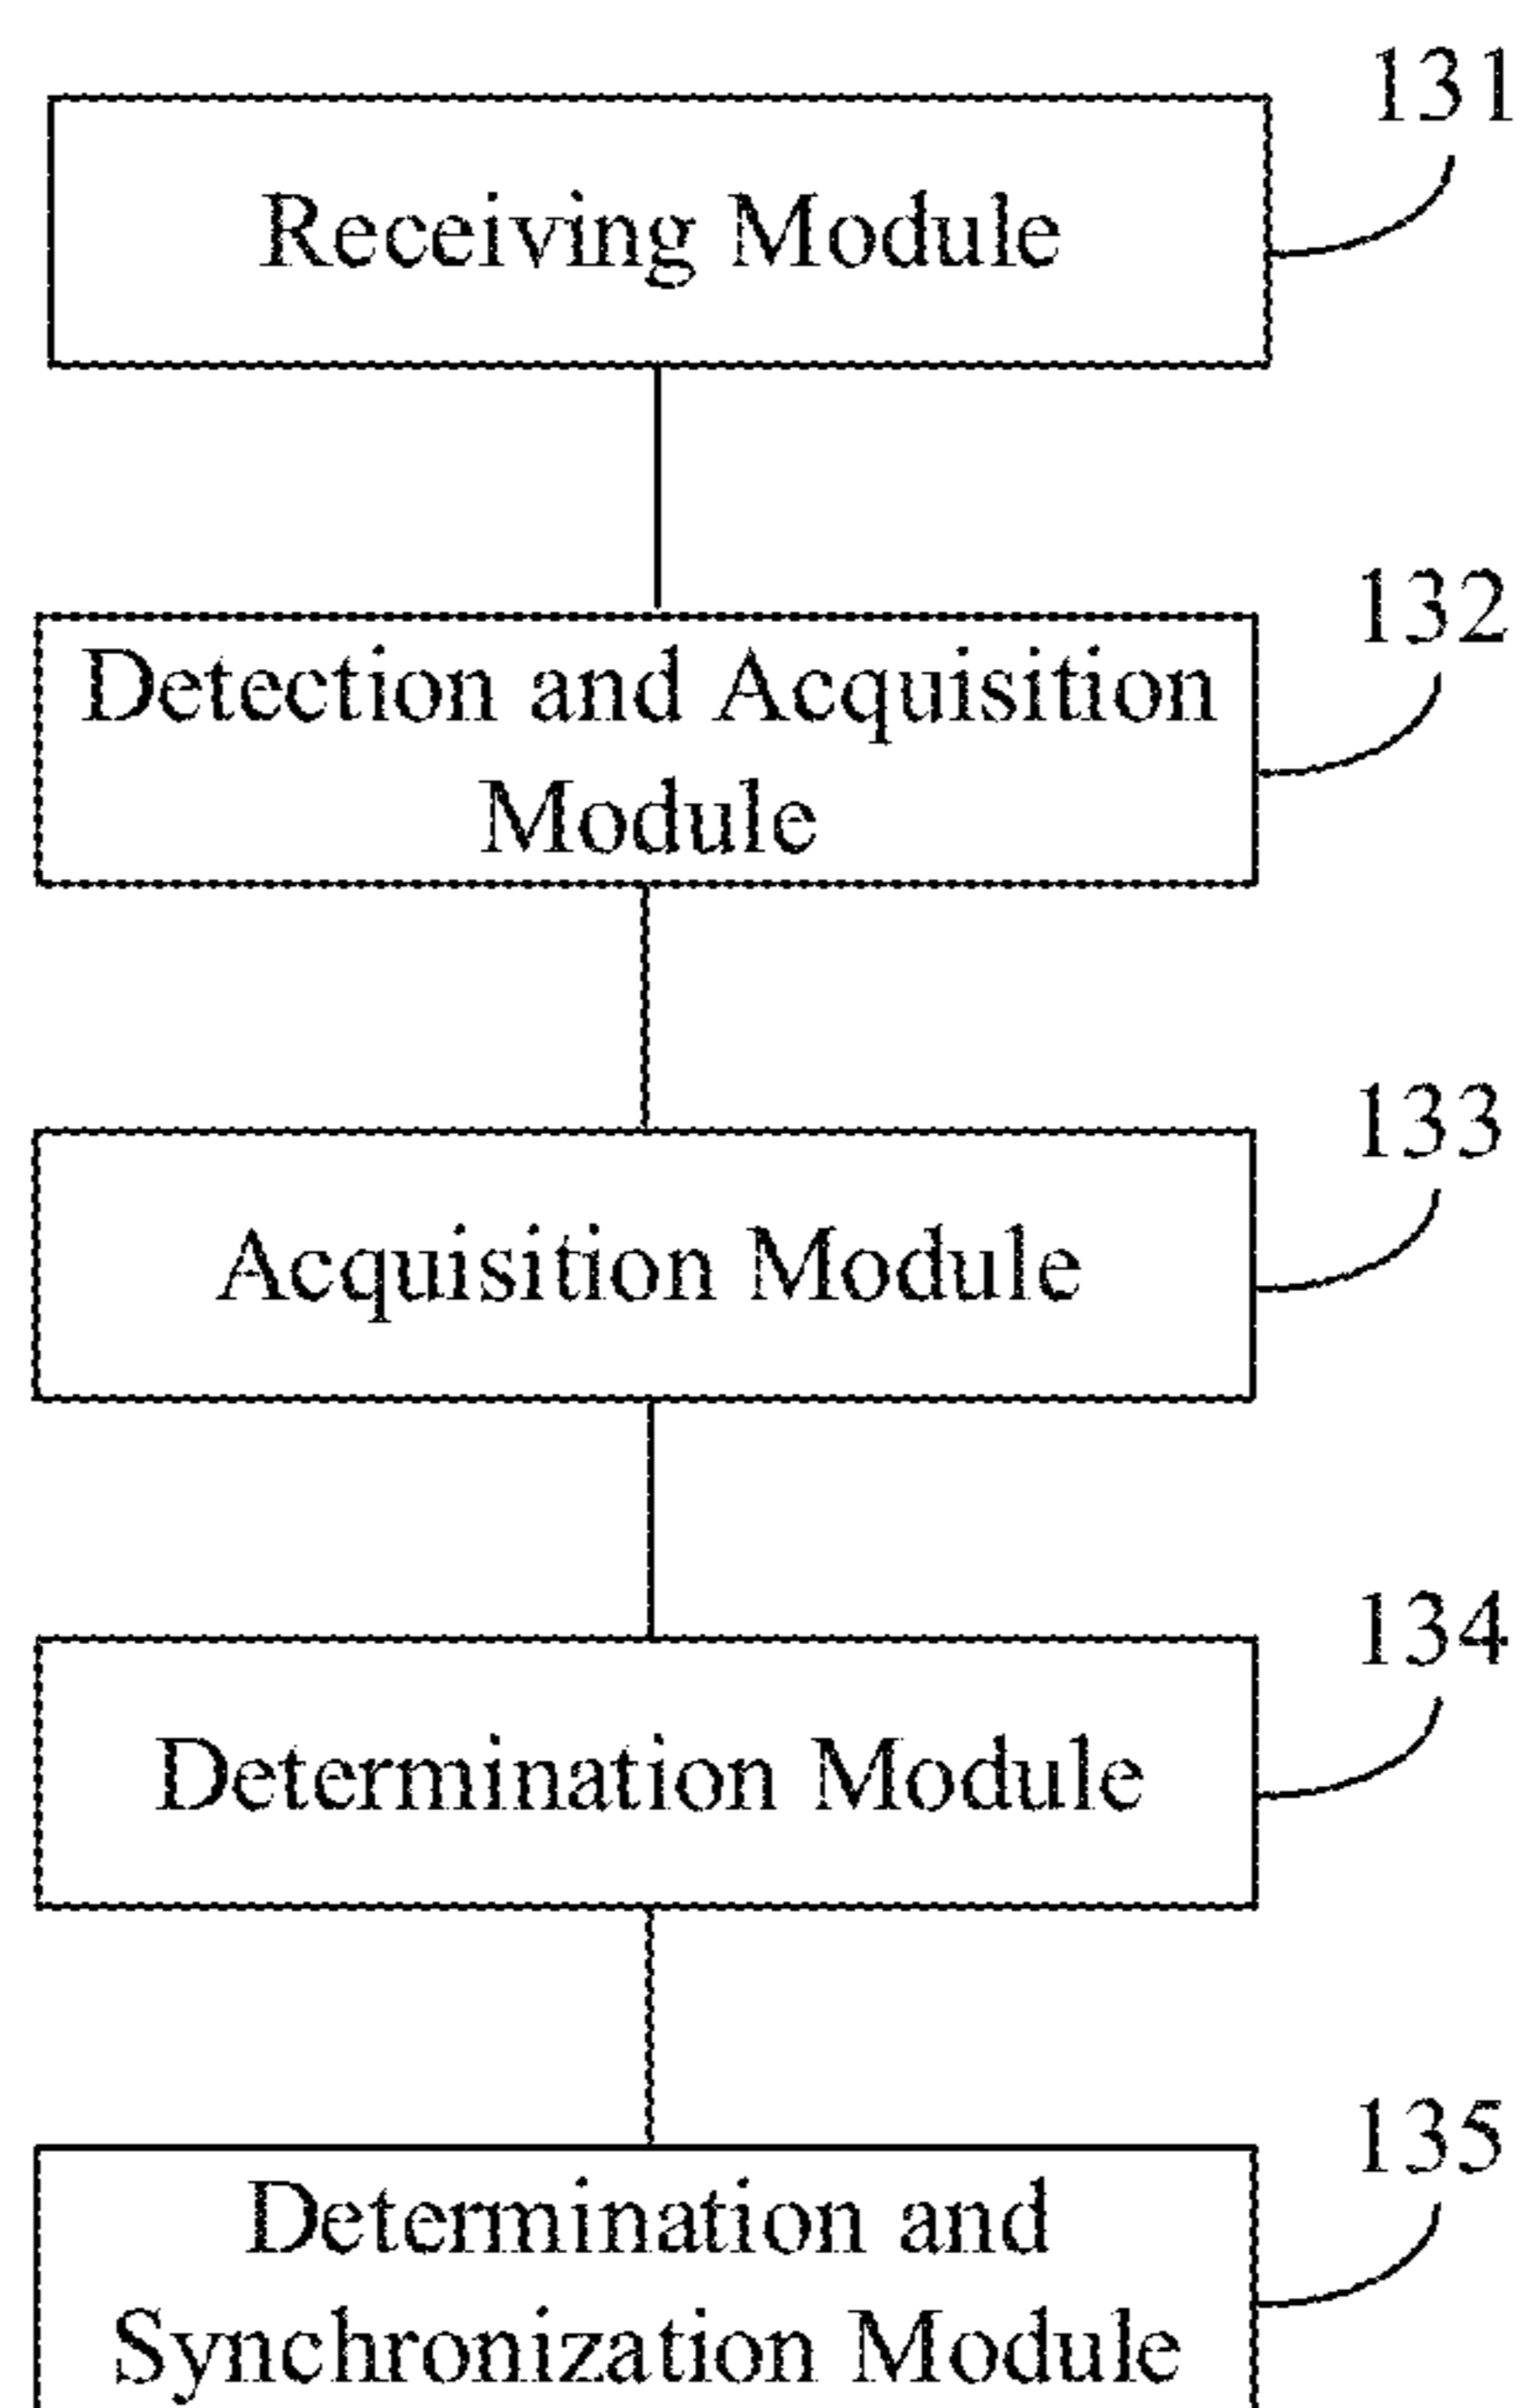 131
Receiving Module
132
Detection and Acquisition
Module
133
Acquisition Module
134
Determination Module
135
Determination and
Synchronization Module